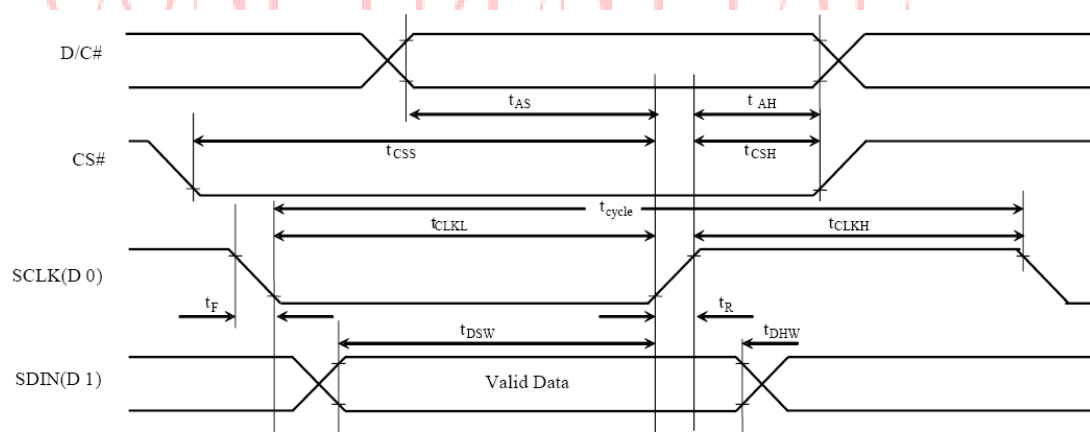 D/C#
tAS
t AH
CS#
tCSS
tCSH
tcycle
tCLKL
tCLKH
SCLK(D 0)
tF
tR
tDSW
tDHW
SDIN(D 1)
Valid Data